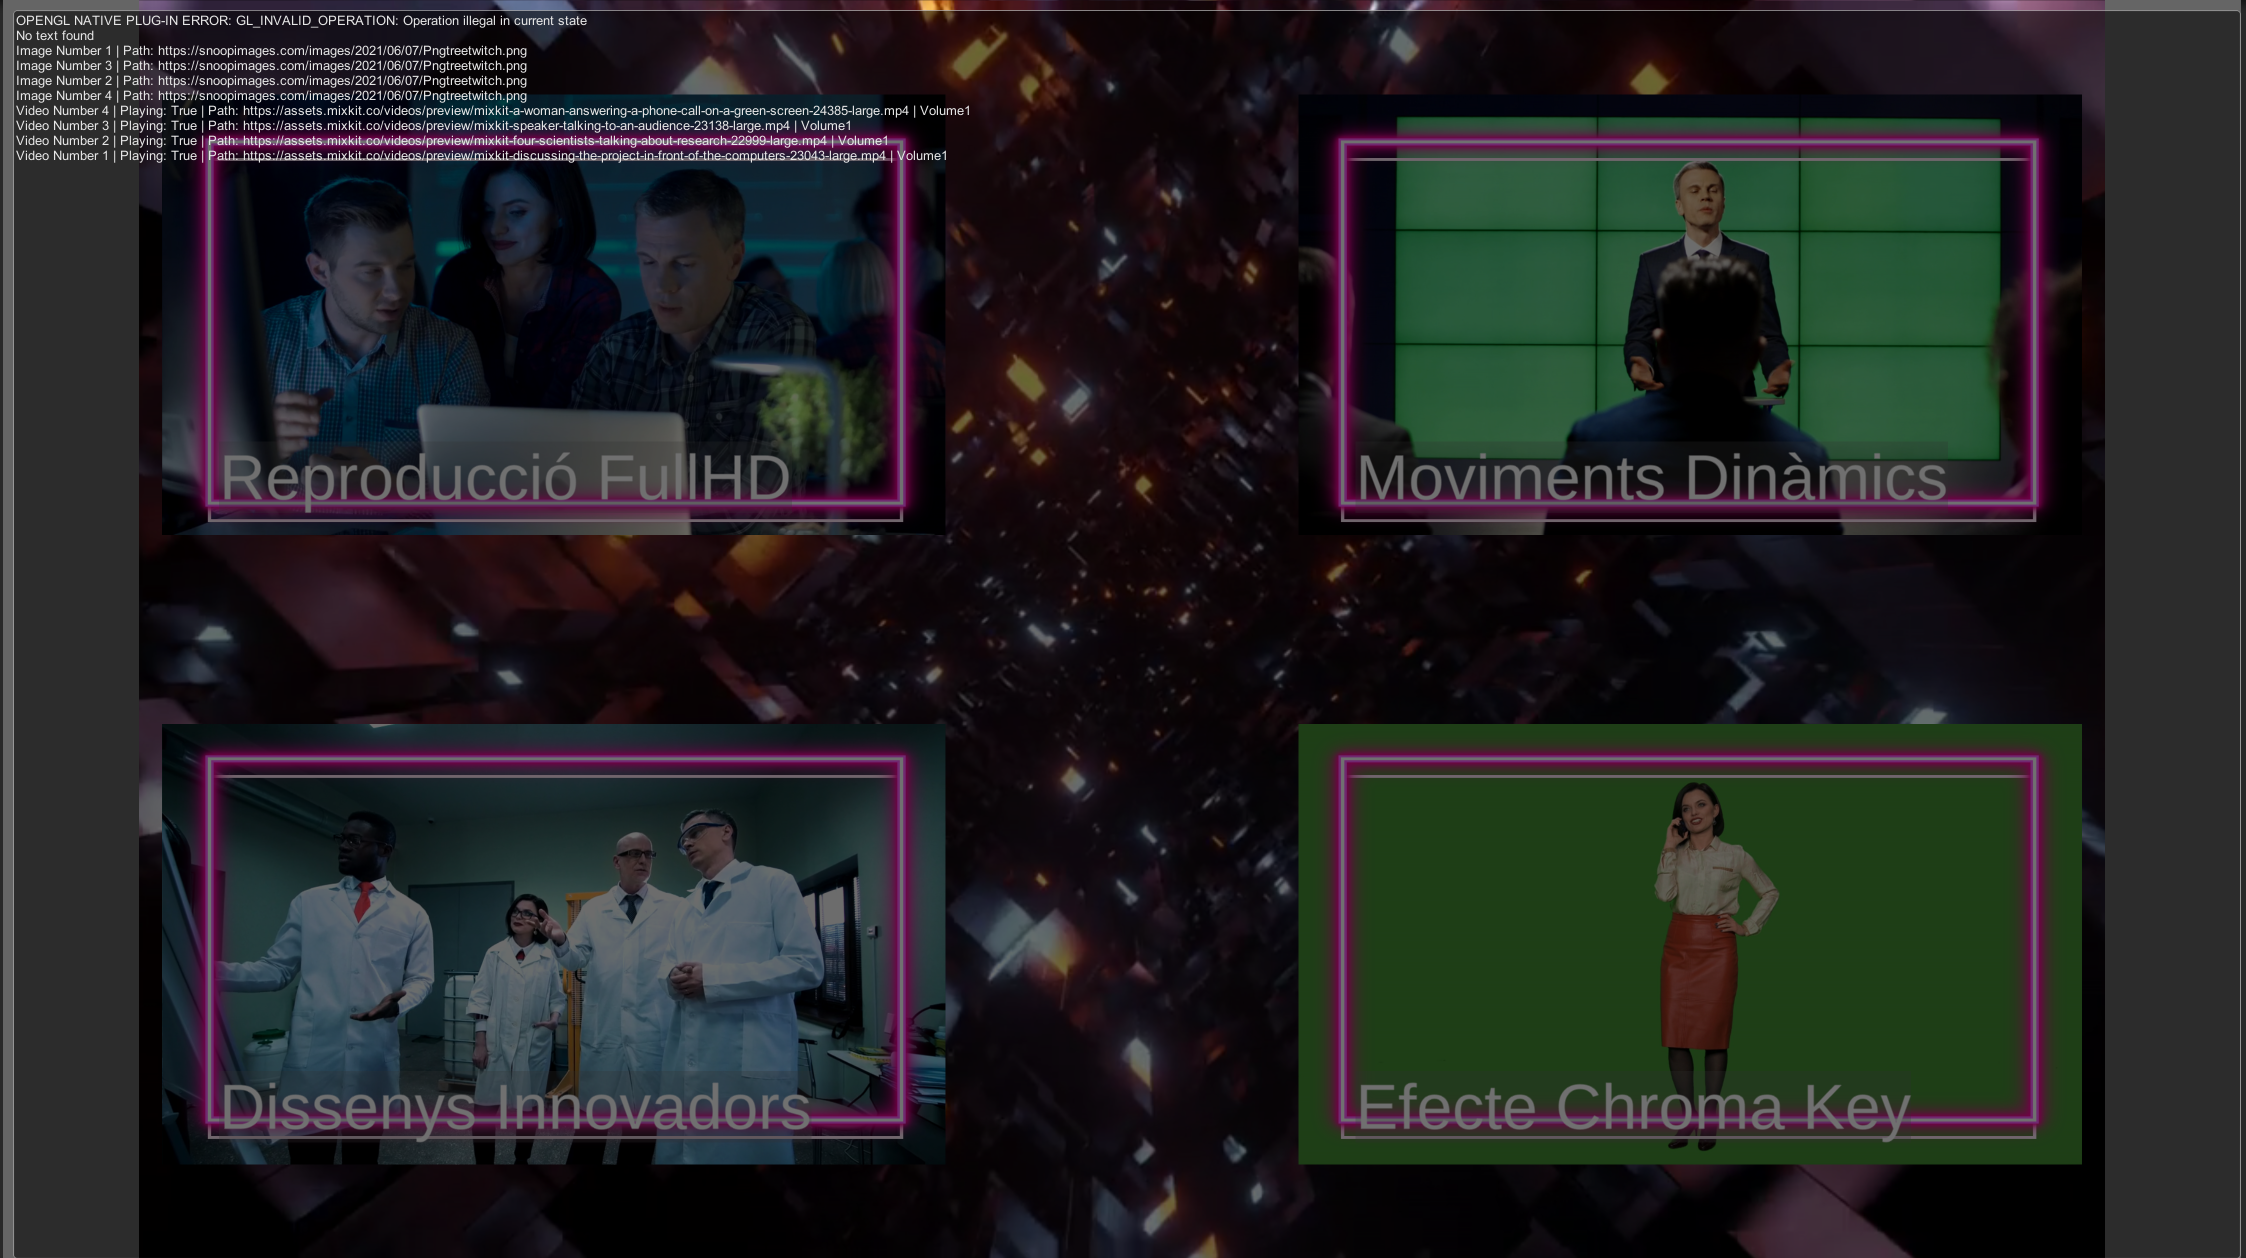 OPENGL NATIVE PLUG-IN ERROR: GL_INVALID_OPERATION: Operation illegal in current state
No text found
Image Number 1 | Path: https://snoopimages.com/images/2021/06/07/Pngtreetwitch.png
Image Number 3 | Path: https://snoopimages.com/images/2021/06/07/Pngtreetwitch.png
Image Number 2 | Path: https://snoopimages.com/images/2021/06/07/Pngtreetwitch.png
Image Number 4 | Path: https://snoopimages.com/images/2021/06/07/Pngtreetwitch.png
Video Number 4 | Playing: True | Path: https://assets.mixkit.co/videos/preview/mixkit-a-woman-answering-a-phone-call-on-a-green-screen-24385-large.mp4 | Volume1
Video Number 3 | Playing: True | Path: https://assets.mixkit.co/videos/preview/mixkit-speaker-talking-to-an-audience-23138-large.mp4 | Volume1
Video Number 2 | Playing: True | Path: https://assets.mixkit.co/videos/preview/mixkit-four-scientists-talking-about-research-22999-large.mp4 | Volume1
Video Number 1 | Playing: True | Path: https://assets.mixkit.co/videos/preview/mixkit-discussing-the-project-in-front-of-the-computers-23043-large.mp4 | Volume1
Reproducció FullHD
Moviments Dinàmics
Dissenys Innovadors
Efecte Chroma Key